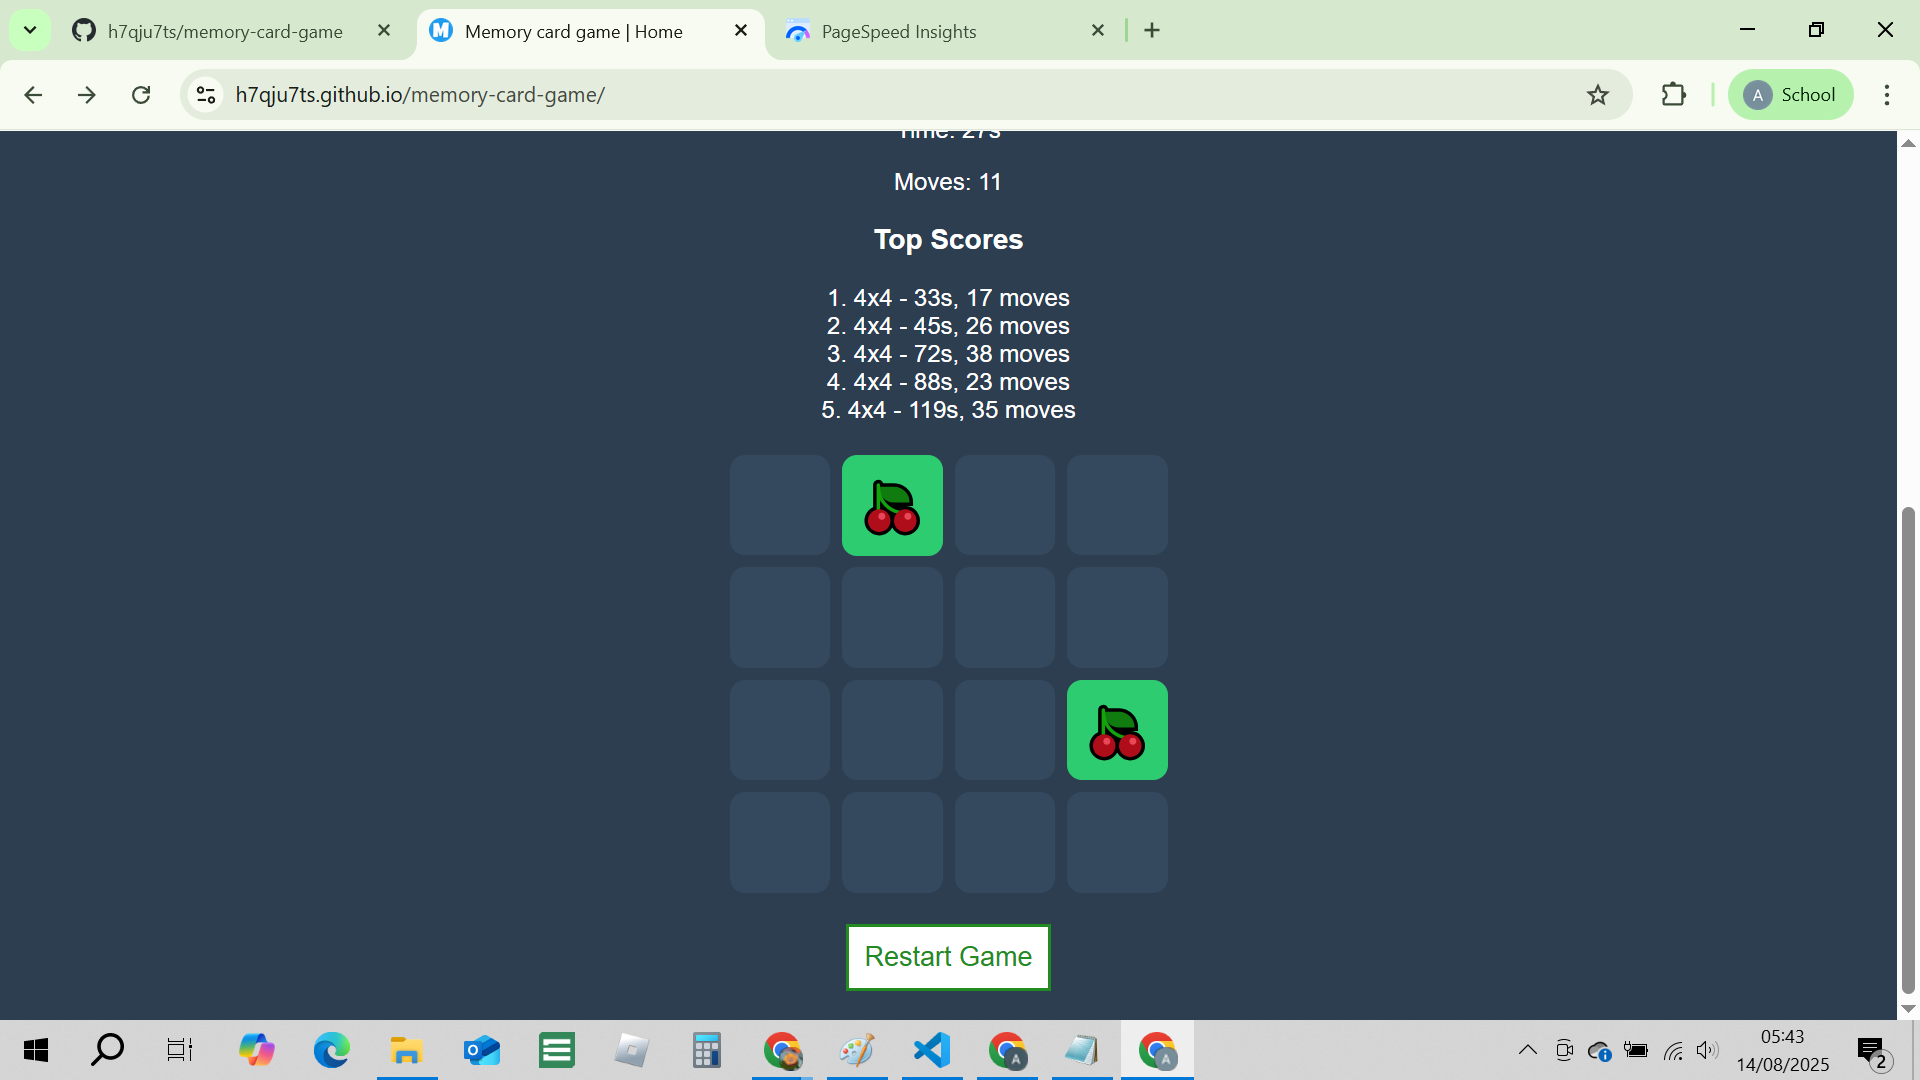 h7qju7ts/memory-card-game
Memory card game | Home
PageSpeed Insights
h7qju7ts.github.io/memory-card-game/
A School
Time: 27s
Moves: 11
Top Scores
1. 4x4 - 33s, 17 moves
2. 4x4 - 45s, 26 moves
3. 4x4 - 72s, 38 moves
4. 4x4 - 88s, 23 moves
5. 4x4 - 119s, 35 moves
Restart Game
05:43
14/08/2025
2